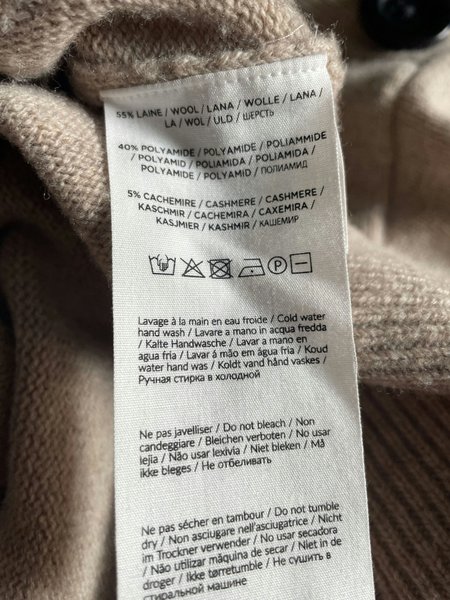 55% LAINE / WOOL / LANA / WOLLE / LANA /
LA / WOL / ULD / ШЕРСТЬ
40% POLYAMIDE / POLYAMIDE / POLIAMMIDE
/ POLYAMID / POLIAMIDA / POLIAMIDA /
POLYAMIDE / POLYAMID / ПОЛИАМИД
5% CACHEMIRE / CASHMERE / CASHMERE /
KASCHMIR / CACHEMIRA / CAXEMIRA /
KASJMIER / KASHMIR / КАШЕМИР
P
Lavage à la main en eau froide / Cold water
hand wash / Lavare a mano in acqua fredda
/ Kalte Handwasche / Lavar a mano en
agua fria / Lavar á mão em água fria / Koud
water hand was / Koldt vand hånd vaskes /
Ручная стирка в холодной
Ne pas javelliser / Do not bleach / Non
candeggiare / Bleichen verboten / No usar
lejia / Não usar lexivia / Niet bleken / Må
ikke bleges / Не отбеливать
Ne pas sécher en tambour / Do not tumble
dry / Non asciugare nell'asciugatrice / Nicht
im Trockner verwender / No usar secadora
/ Não utilizar máquina de secar / Niet in de
droger / Ikke tørretumble / Не сушить в
стиральной машине